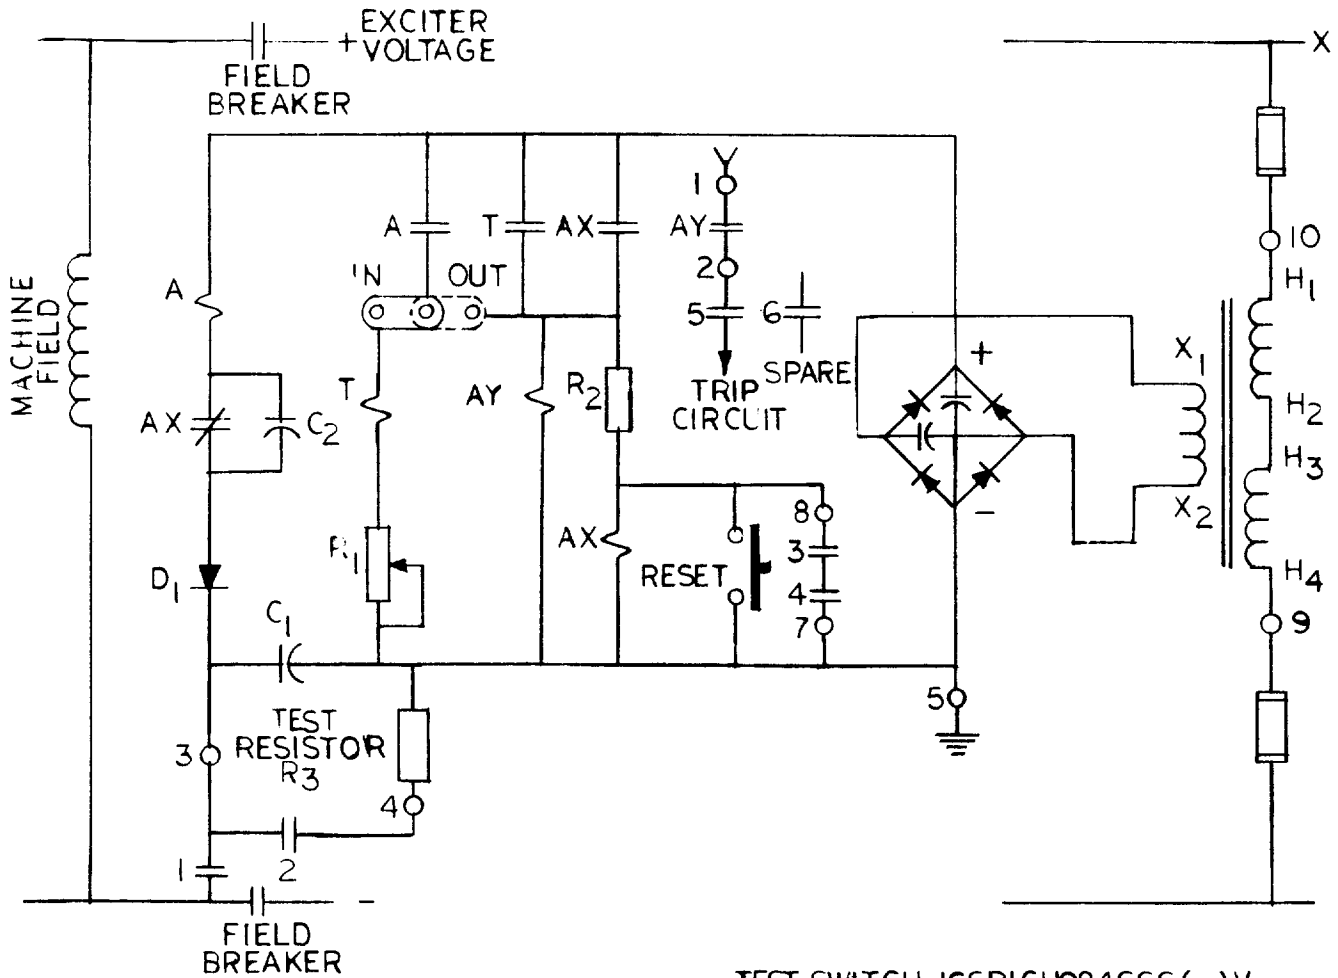 EXCITER
+ VOLTAGE
X
FIELD
BREAKER
Y
1
A
T
AX
AY
10
IN
OUT
2
H1
MACHINE
FIELD
A
5
6
+
X1
TRIP
CIRCUIT
SPARE
T
AY
R2
H2
AX
C2
H3
X2
8
-
R1
AX
RESET
3
4
H4
D1
C1
7
9
5
TEST
RESISTOR
R3
3
4
1
2
-
FIELD
BREAKER